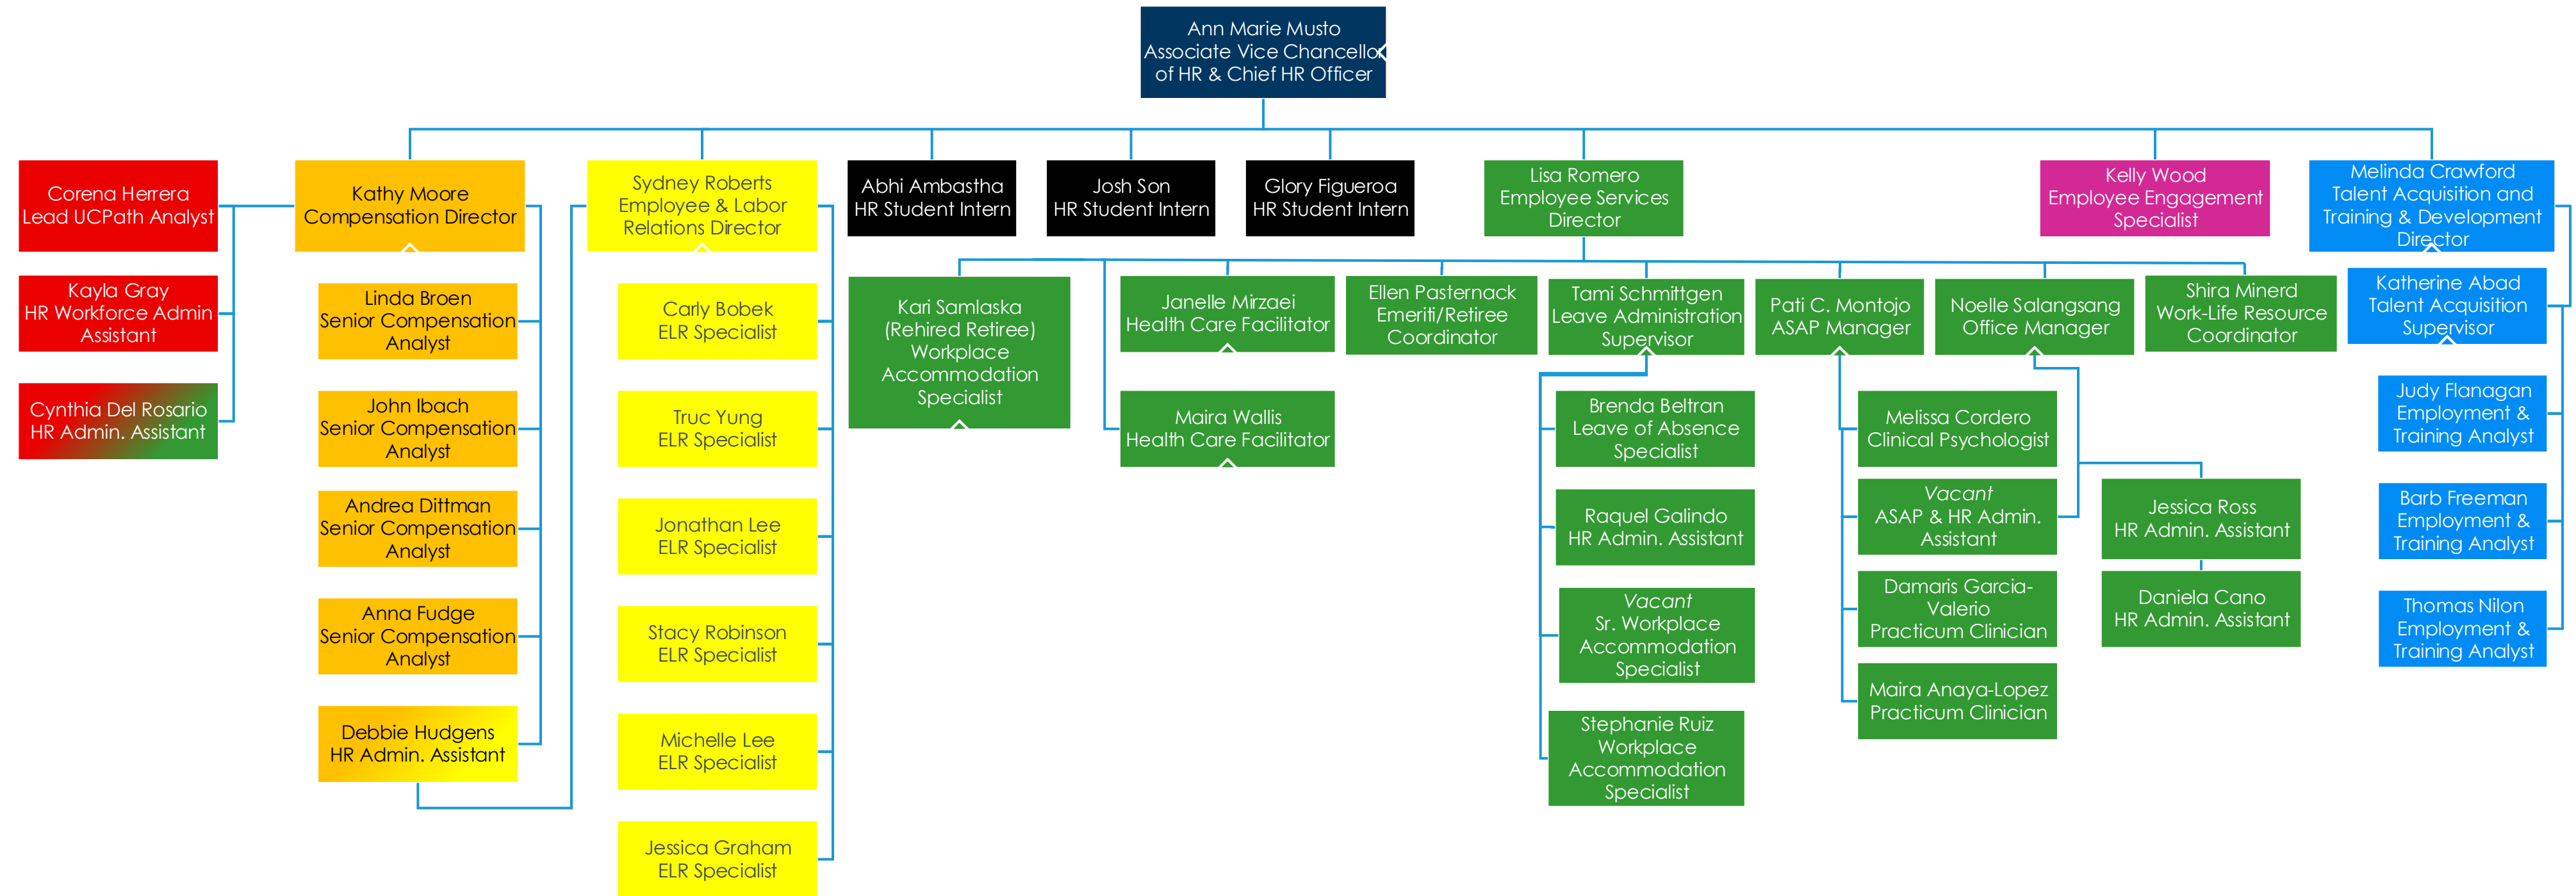 Ann Marie Musto
Associate Vice Chancellor
of HR & Chief HR Officer
Corena Herrera
Lead UCPath Analyst
Kayla Gray
HR Workforce Admin
Assistant
Cynthia Del Rosario
HR Admin. Assistant
Kathy Moore
Compensation Director
Linda Broen
Senior Compensation
Analyst
John Ibach
Senior Compensation
Analyst
Andrea Dittman
Senior Compensation
Analyst
Anna Fudge
Senior Compensation
Analyst
Debbie Hudgens
HR Admin. Assistant
Sydney Roberts
Employee & Labor
Relations Director
Carly Bobek
ELR Specialist
Truc Yung
ELR Specialist
Jonathan Lee
ELR Specialist
Stacy Robinson
ELR Specialist
Michelle Lee
ELR Specialist
Jessica Graham
ELR Specialist
Abhi Ambastha
HR Student Intern
Josh Son
HR Student Intern
Glory Figueroa
HR Student Intern
Lisa Romero
Employee Services
Director
Kari Samlaska
(Rehired Retiree)
Workplace
Accommodation
Specialist
Janelle Mirzaei
Health Care Facilitator
Maira Wallis
Health Care Facilitator
Ellen Pasternack
Emeriti/Retiree
Coordinator
Tami Schmittgen
Leave Administration
Supervisor
Brenda Beltran
Leave of Absence
Specialist
Raquel Galindo
HR Admin. Assistant
Vacant
Sr. Workplace
Accommodation
Specialist
Stephanie Ruiz
Workplace
Accommodation
Specialist
Pati C. Montojo
ASAP Manager
Melissa Cordero
Clinical Psychologist
Vacant
ASAP & HR Admin.
Assistant
Damaris Garcia-
Valerio
Practicum Clinician
Maira Anaya-Lopez
Practicum Clinician
Noelle Salangsang
Office Manager
Jessica Ross
HR Admin. Assistant
Daniela Cano
HR Admin. Assistant
Shira Minerd
Work-Life Resource
Coordinator
Kelly Wood
Employee Engagement
Specialist
Melinda Crawford
Talent Acquisition and
Training & Development
Director
Katherine Abad
Talent Acquisition
Supervisor
Judy Flanagan
Employment &
Training Analyst
Barb Freeman
Employment &
Training Analyst
Thomas Nilon
Employment &
Training Analyst